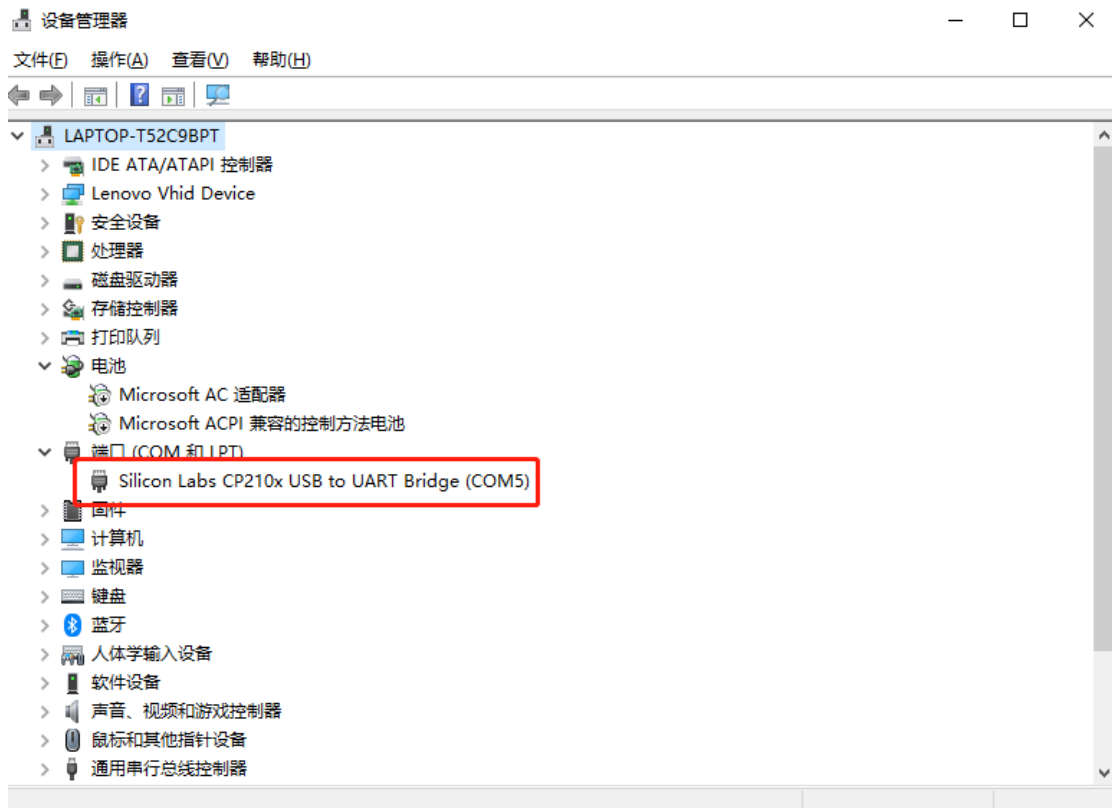 设备管理器
文件(F) 操作(A) 查看(V) 帮助(H)
LAPTOP-T52C9BPT
IDE ATA/ATAPI 控制器
Lenovo Vhid Device
安全设备
处理器
磁盘驱动器
存储控制器
打印队列
电池
Microsoft AC 适配器
Microsoft ACPI 兼容的控制方法电池
端口 (COM 和 LPT)
Silicon Labs CP210x USB to UART Bridge (COM5)
固件
计算机
监视器
键盘
蓝牙
人体学输入设备
软件设备
声音、视频和游戏控制器
鼠标和其他指针设备
通用串行总线控制器